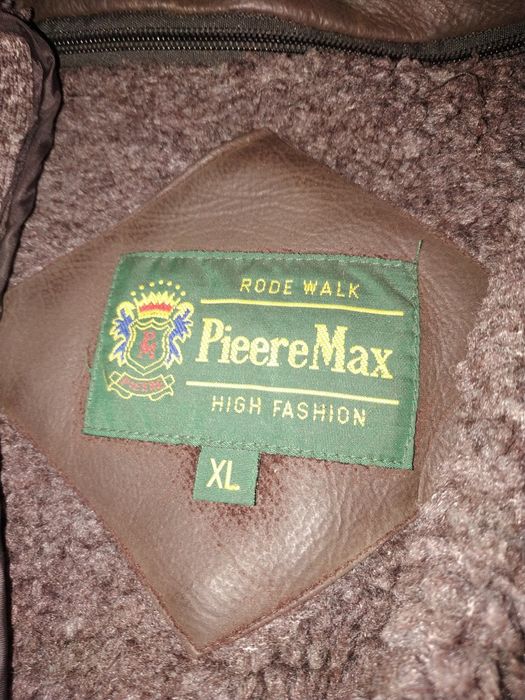 RODE WALK
PieereMax
HIGH FASHION
XL